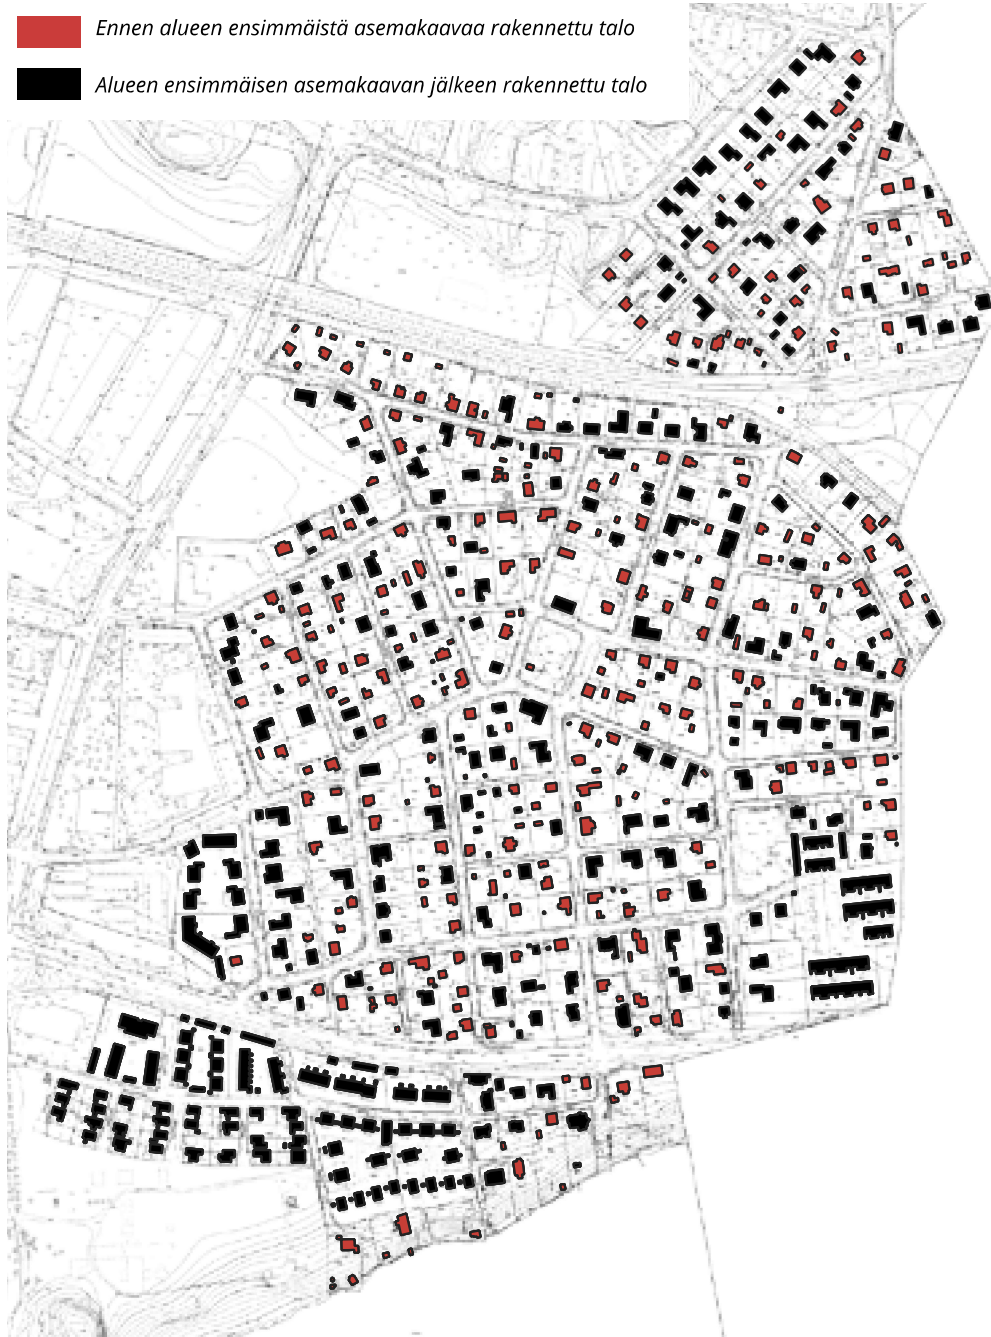 Ennen alueen ensimmäistä asemakaavaa rakennettu talo
Alueen ensimmäisen asemakaavan jälkeen rakennettu talo